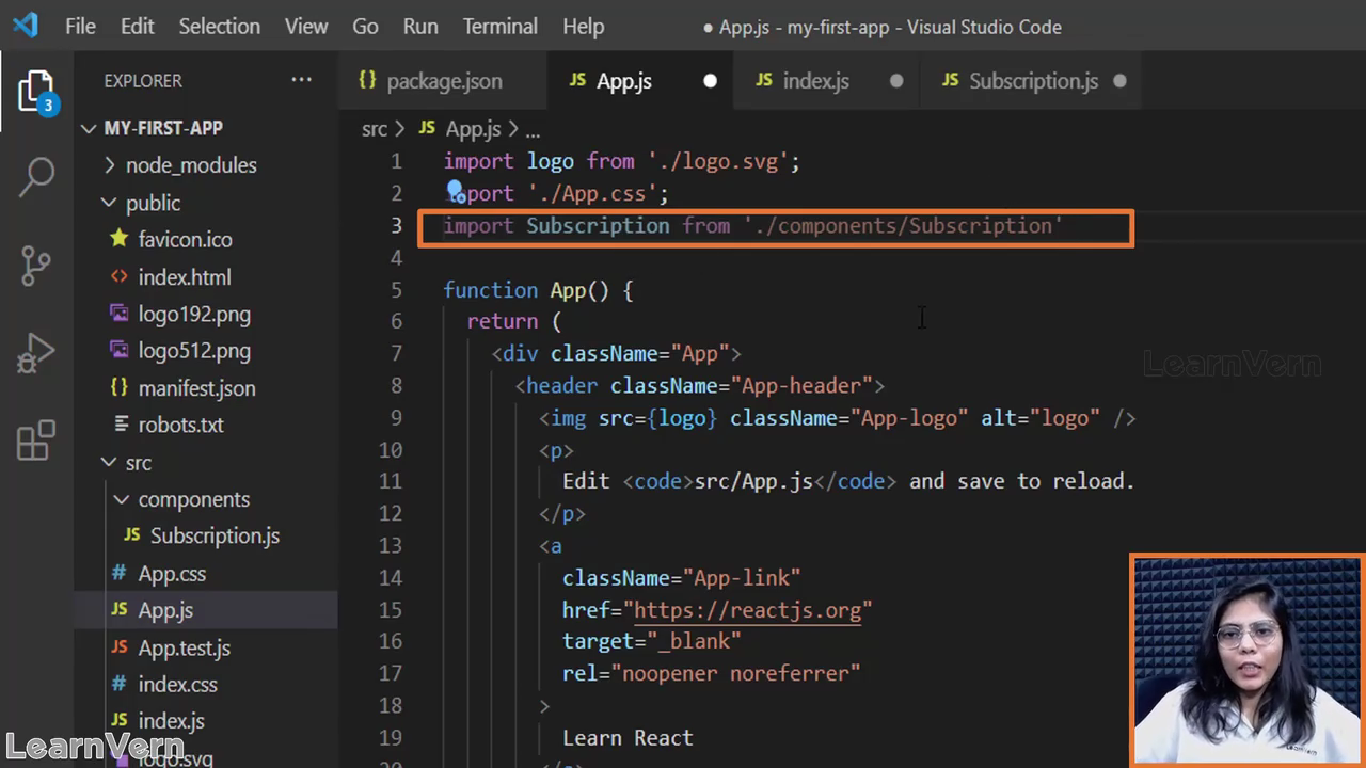 File Edit Selection View Go Run Terminal Help ● App.js - my-first-app - Visual Studio Code
EXPLORER ...
{} package.json
JS App.js ●
JS index.js ●
JS Subscription.js ●
3
MY-FIRST-APP
node_modules
public
favicon.ico
<> index.html
logo192.png
logo512.png
{} manifest.json
robots.txt
src
components
JS Subscription.js
# App.css
JS App.js
JS App.test.js
# index.css
JS index.js
logo.svg
src > JS App.js > ...
1 import logo from './logo.svg';
2 port './App.css';
3 import Subscription from './components/Subscription'
4
5 function App() {
6 return (
7 <div className="App">
8 <header className="App-header">
9 <img src={logo} className="App-logo" alt="logo" />
10 <p>
11 Edit <code>src/App.js</code> and save to reload.
12 </p>
13 <a
14 className="App-link"
15 href="https://reactjs.org"
16 target="_blank"
17 rel="noopener noreferrer"
18 >
19 Learn React
20
LearnVern
LearnVern